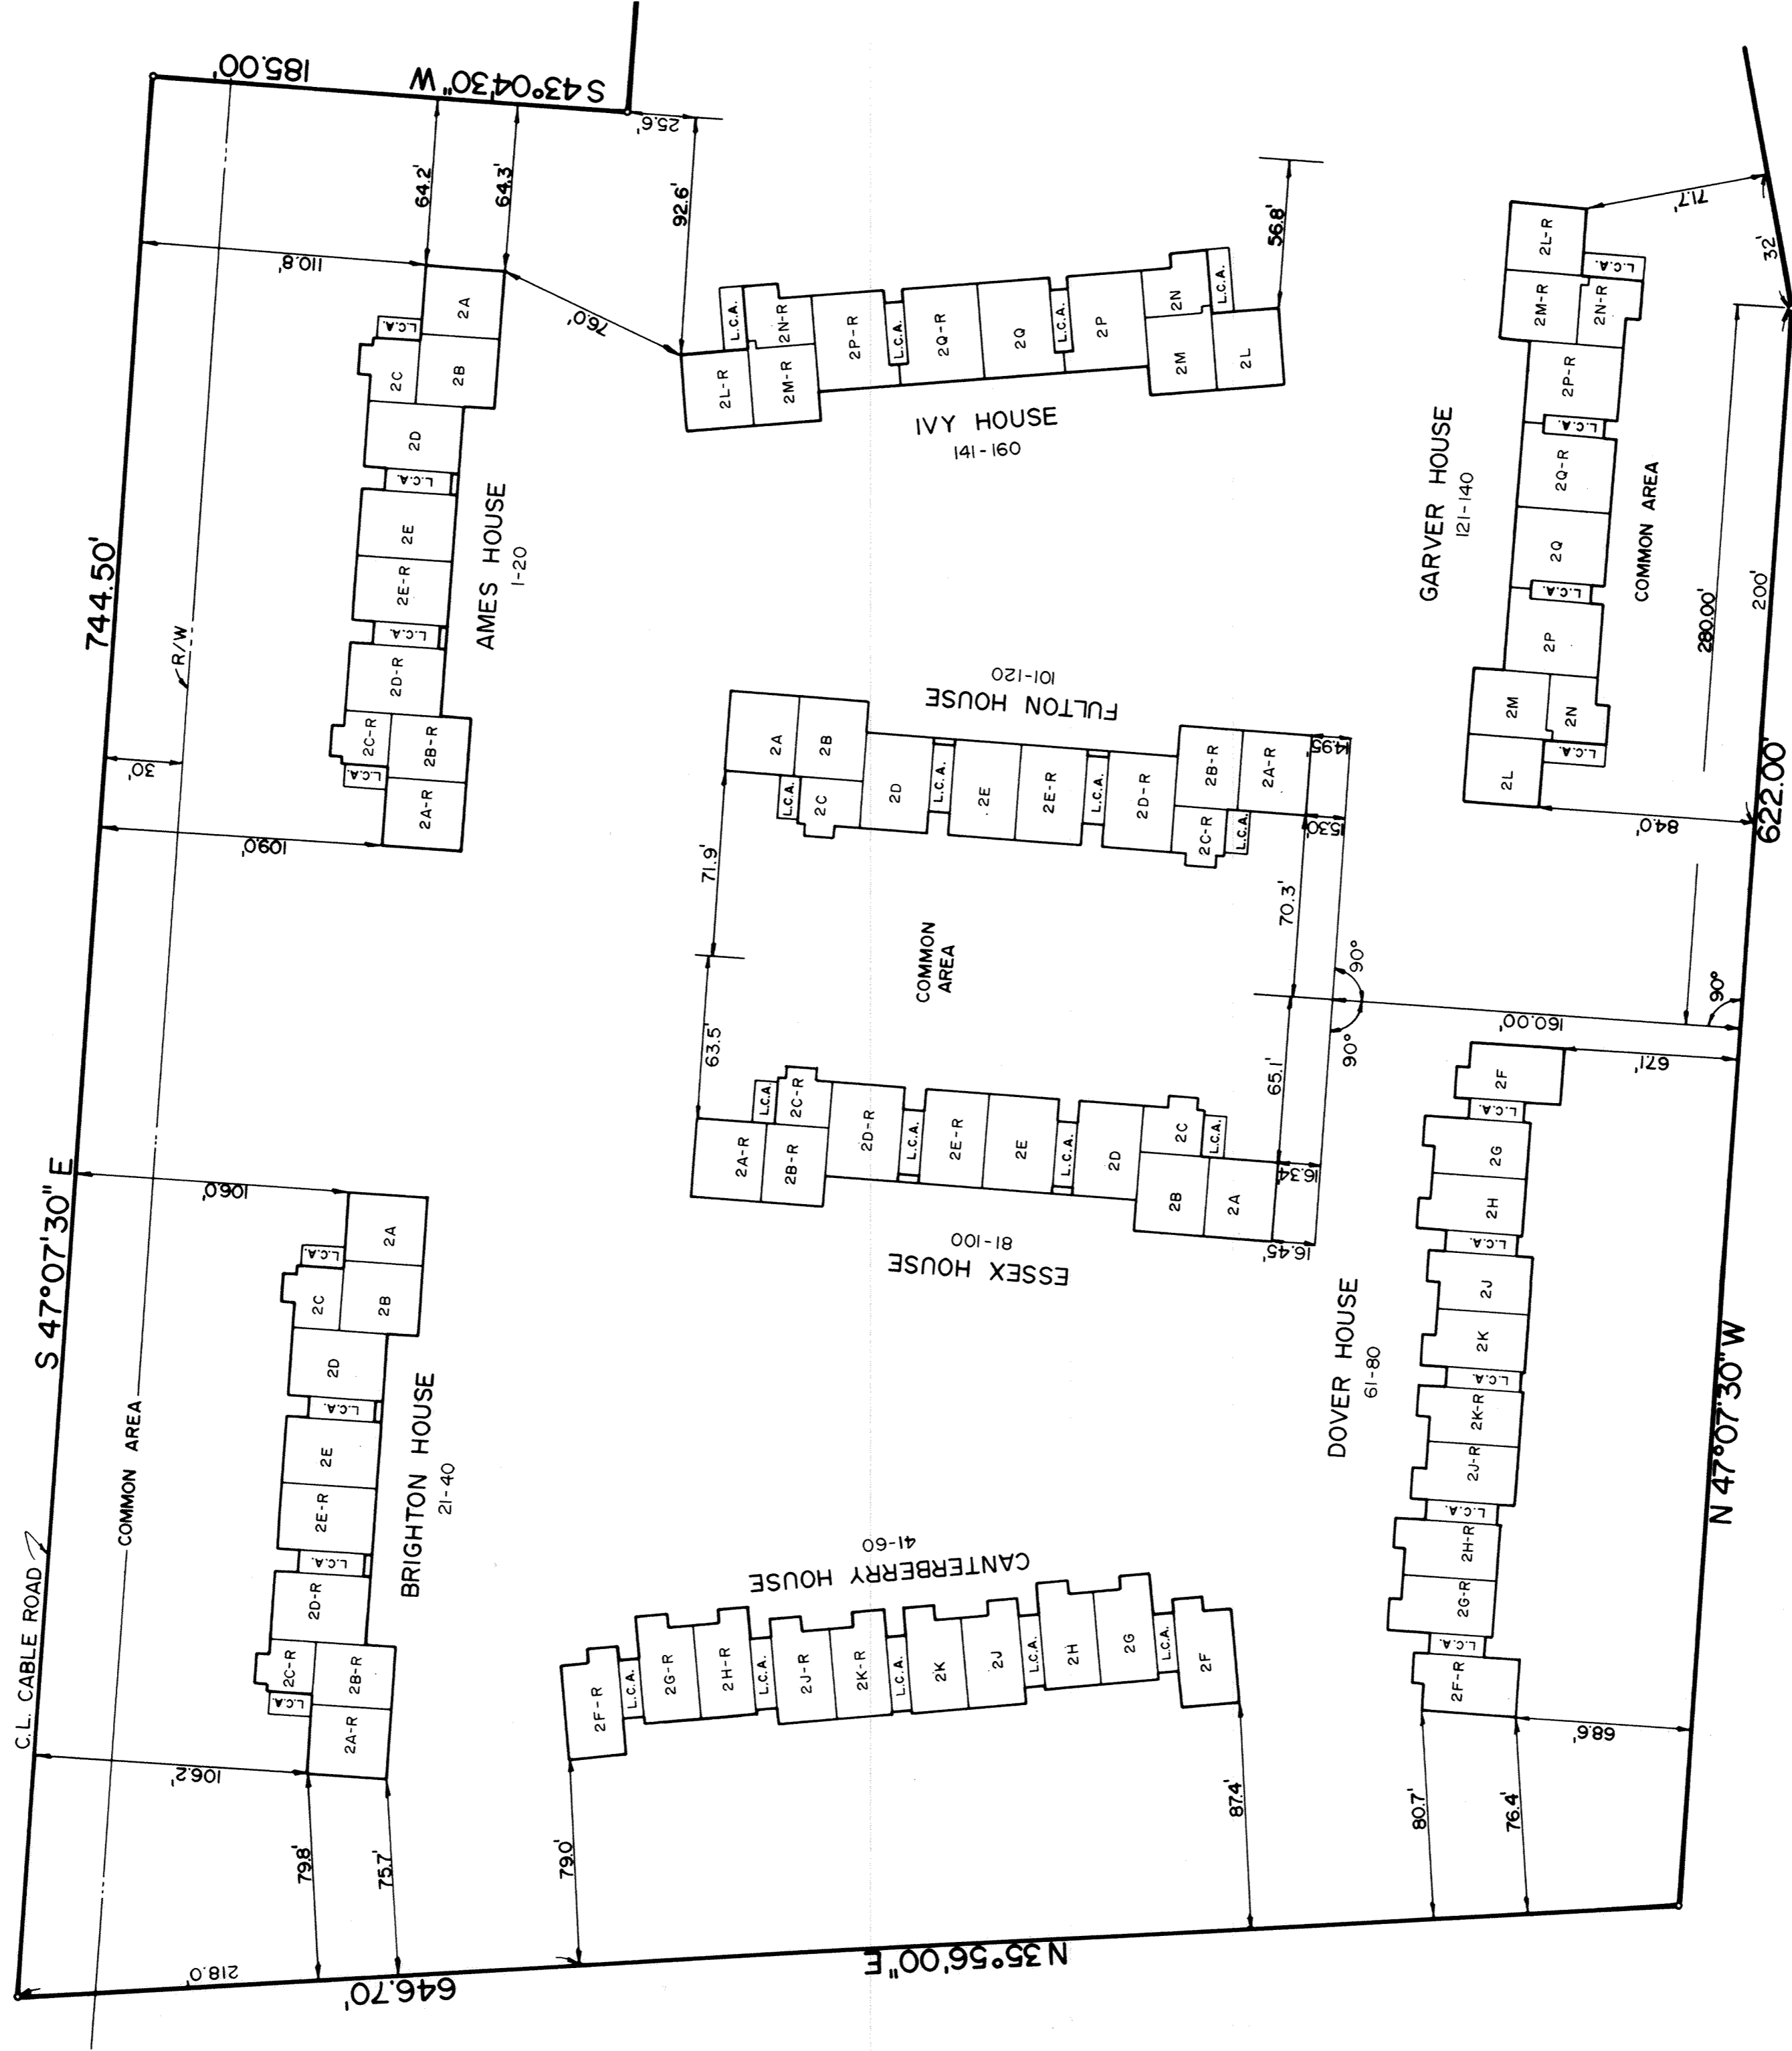 185.00'
S 43°04'30" W
25.6'
64.2'
64.3'
92.6'
110.8'
76.0'
56.8'
71.7'
32'
744.50'
R/W
30'
109.0'
2A
L.C.A.
2C
2B
2D
L.C.A.
2E
2E-R
L.C.A.
2D-R
2C-R
2B-R
L.C.A.
2A-R
AMES HOUSE
1-20
L.C.A.
2N-R
2L-R
2M-R
2P-R
L.C.A.
2Q-R
2Q
L.C.A.
2P
2N
L.C.A.
2M
2L
IVY HOUSE
141-160
2L-R
L.C.A.
2M-R
2N-R
2P-R
L.C.A.
2Q-R
2Q
L.C.A.
2P
2M
2N
L.C.A.
2L
GARVER HOUSE
121-140
COMMON AREA
280.00'
200'
622.00'
84.0'
FULTON HOUSE
101-120
2A
2B
L.C.A.
2C
2D
L.C.A.
2E
2E-R
L.C.A.
2D-R
2B-R
2A-R
2C-R
L.C.A.
14.95'
15.30'
71.9'
70.3'
COMMON
AREA
63.5'
65.1'
90°
90°
160.00'
90°
67.1'
S 47°07'30" E
106.0'
2A
L.C.A.
2C
2B
2D
L.C.A.
2E
2E-R
L.C.A.
2D-R
2C-R
2B-R
L.C.A.
2A-R
BRIGHTON HOUSE
21-40
COMMON AREA
C.L. CABLE ROAD
106.2'
79.8'
75.7'
L.C.A.
2C-R
2A-R
2B-R
2D-R
L.C.A.
2E-R
2E
L.C.A.
2D
2C
L.C.A.
2B
2A
16.34'
16.45'
ESSEX HOUSE
81-100
2F
L.C.A.
2G
2H
L.C.A.
2J
2K
L.C.A.
2K-R
2J-R
L.C.A.
2H-R
2G-R
L.C.A.
2F-R
DOVER HOUSE
61-80
N 47°07'30" W
68.6'
80.7'
76.4'
CANTERBERRY HOUSE
41-60
2F-R
L.C.A.
2G-R
2H-R
L.C.A.
2J-R
2K-R
L.C.A.
2K
2J
L.C.A.
2H
2G
L.C.A.
2F
79.0'
87.4'
218.0'
646.70'
N 35°56'00" E